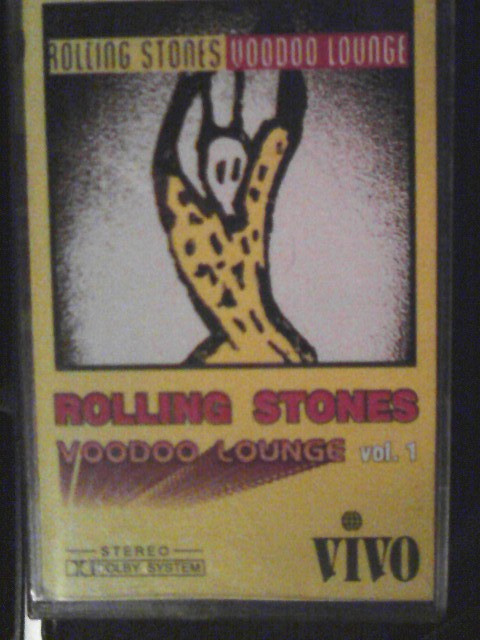 ROLLING STONES VOODOO LOUNGE
ROLLING STONES
VOODOO LOUNGE vol. 1
STEREO
DOLBY SYSTEM
VIVO